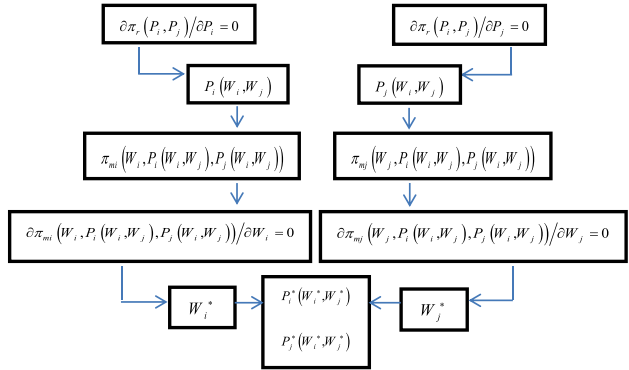 ∂π_r(P_i,P_j)/∂P_i = 0
∂π_r(P_i,P_j)/∂P_j = 0
P_i(W_i,W_j)
P_j(W_i,W_j)
π_mi(W_i,P_i(W_i,W_j),P_j(W_i,W_j))
π_mj(W_j,P_i(W_i,W_j),P_j(W_i,W_j))
∂π_mi(W_i,P_i(W_i,W_j),P_j(W_i,W_j))/∂W_i = 0
∂π_mj(W_j,P_i(W_i,W_j),P_j(W_i,W_j))/∂W_j = 0
W_i*
P_i*(W_i*,W_j*)
P_j*(W_i*,W_j*)
W_j*